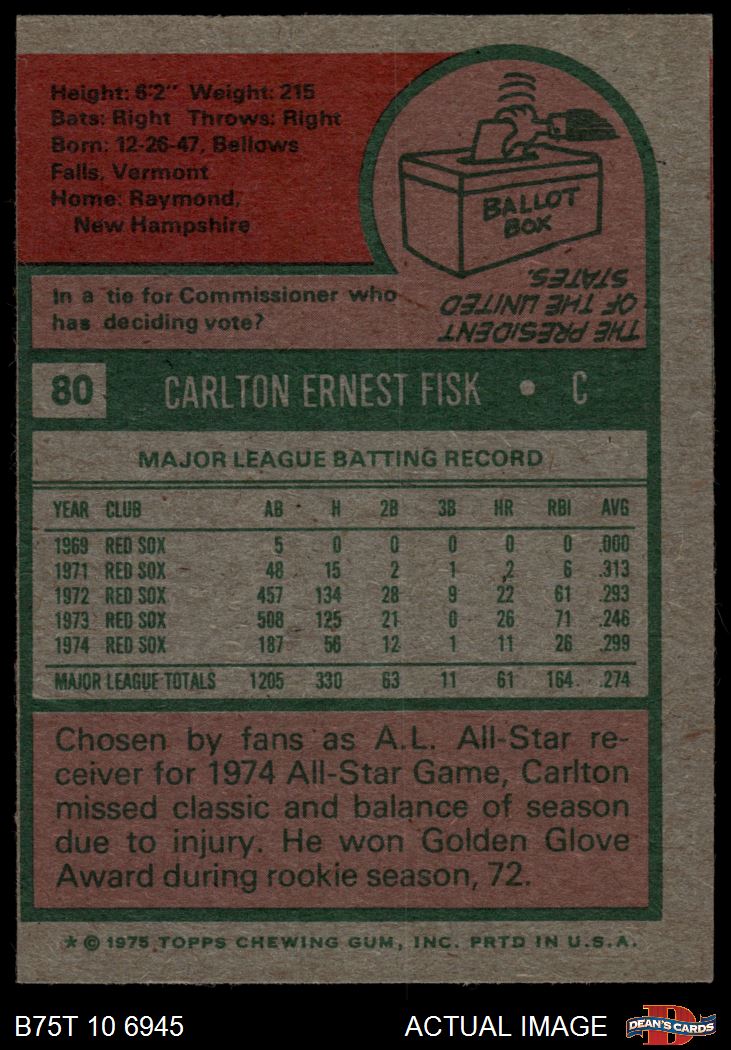 Height: 6'2" Weight: 215
Bats: Right Throws: Right
Born: 12-26-47, Bellows
Falls, Vermont
Home: Raymond,
New Hampshire
BALLOT
BOX
In a tie for Commissioner who
has deciding vote?
THE PRESIDENT
OF THE UNITED
STATES.
80 CARLTON ERNEST FISK • C
MAJOR LEAGUE BATTING RECORD
YEAR CLUB AB H 2B 3B HR RBI AVG
1969 RED SOX 5 0 0 0 0 0 .000
1971 RED SOX 48 15 2 1 2 6 .313
1972 RED SOX 457 134 28 9 22 61 .293
1973 RED SOX 508 125 21 0 26 71 .246
1974 RED SOX 187 56 12 1 11 26 .299
MAJOR LEAGUE TOTALS 1205 330 63 11 61 164 .274
Chosen by fans as A.L. All-Star re-
ceiver for 1974 All-Star Game, Carlton
missed classic and balance of season
due to injury. He won Golden Glove
Award during rookie season, 72.
* © 1975 TOPPS CHEWING GUM, INC. PRTD IN U.S.A.
B75T 10 6945 ACTUAL IMAGE DEAN'S CARDS